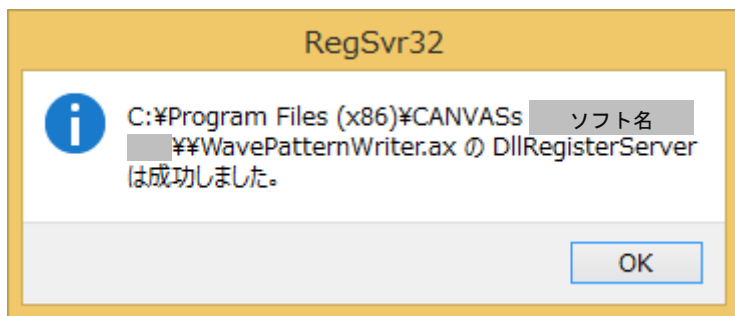 RegSvr32
C:¥Program Files (x86)¥CANVASs ソフト名
¥¥WavePatternWriter.ax の DllRegisterServer
は成功しました。
OK